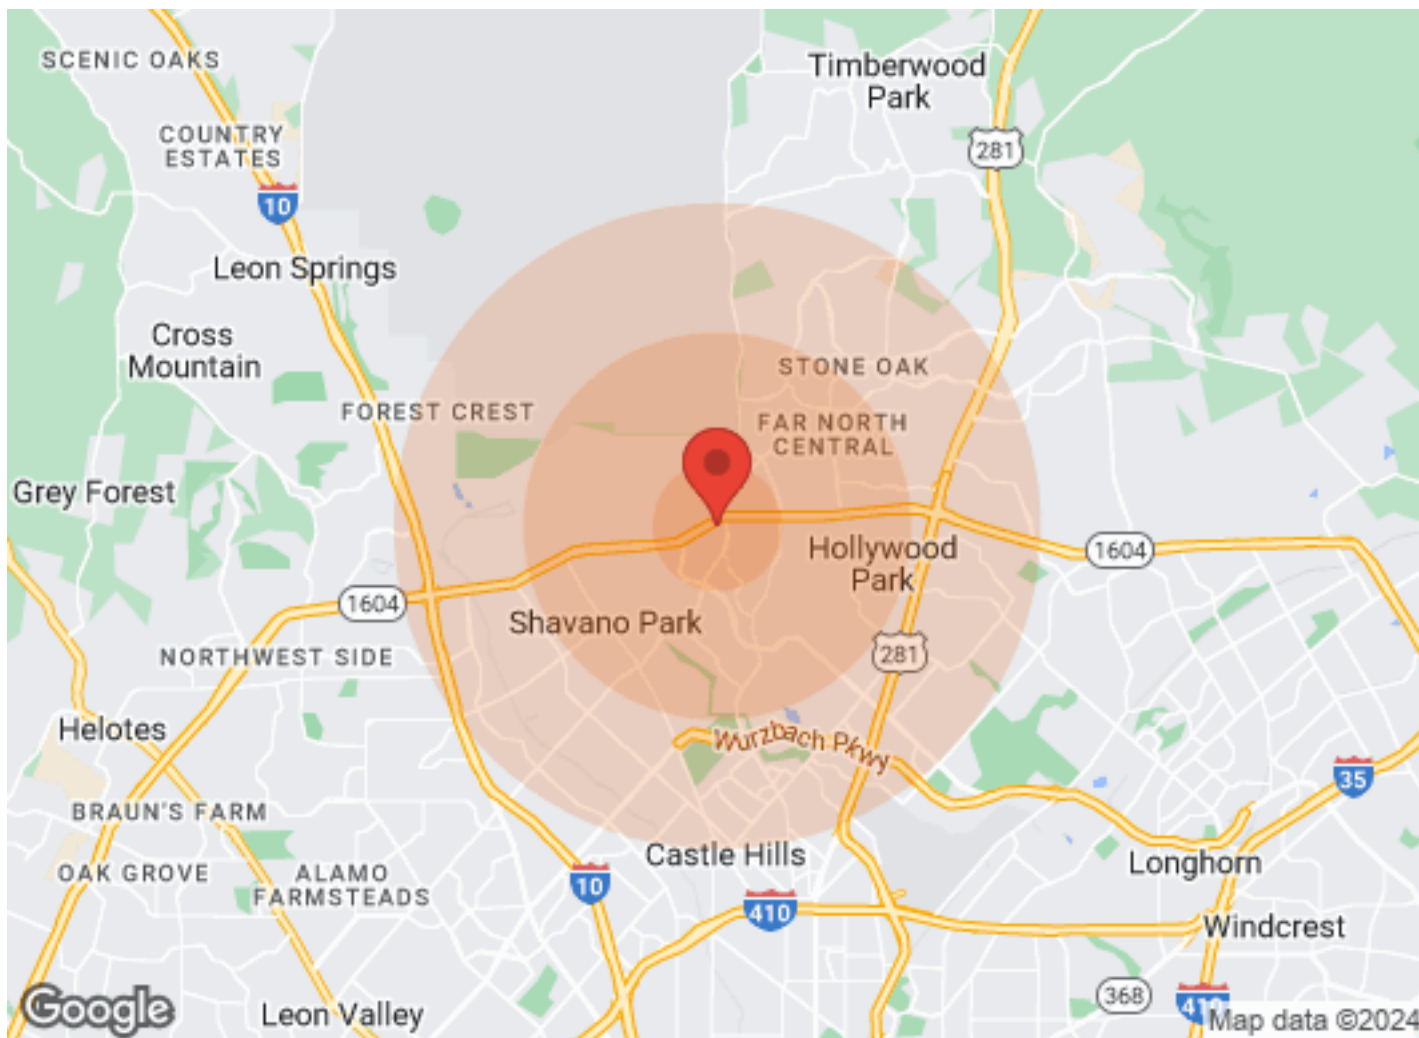 SCENIC OAKS
Timberwood
Park
COUNTRY
ESTATES
281
10
Leon Springs
Cross
Mountain
STONE OAK
FOREST CREST
FAR NORTH
CENTRAL
Grey Forest
Hollywood
Park
1604
1604
Shavano Park
281
NORTHWEST SIDE
Helotes
Wurzbach Pkwy
35
BRAUN'S FARM
Castle Hills
Longhorn
OAK GROVE
ALAMO
FARMSTEADS
10
410
Windcrest
368
410
Google
Leon Valley
Map data ©2024